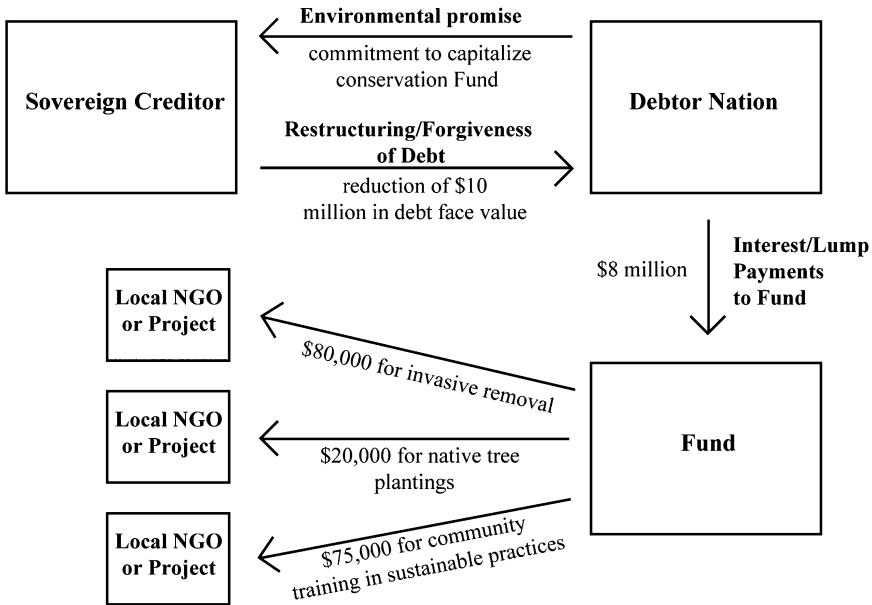 Environmental promise
commitment to capitalize
conservation Fund
Sovereign Creditor
Debtor Nation
Restructuring/Forgiveness
of Debt
reduction of $10
million in debt face value
$8 million
Interest/Lump
Payments
to Fund
Local NGO
or Project
$80,000 for invasive removal
Local NGO
or Project
$20,000 for native tree
plantings
Fund
Local NGO
or Project
$75,000 for community
training in sustainable practices